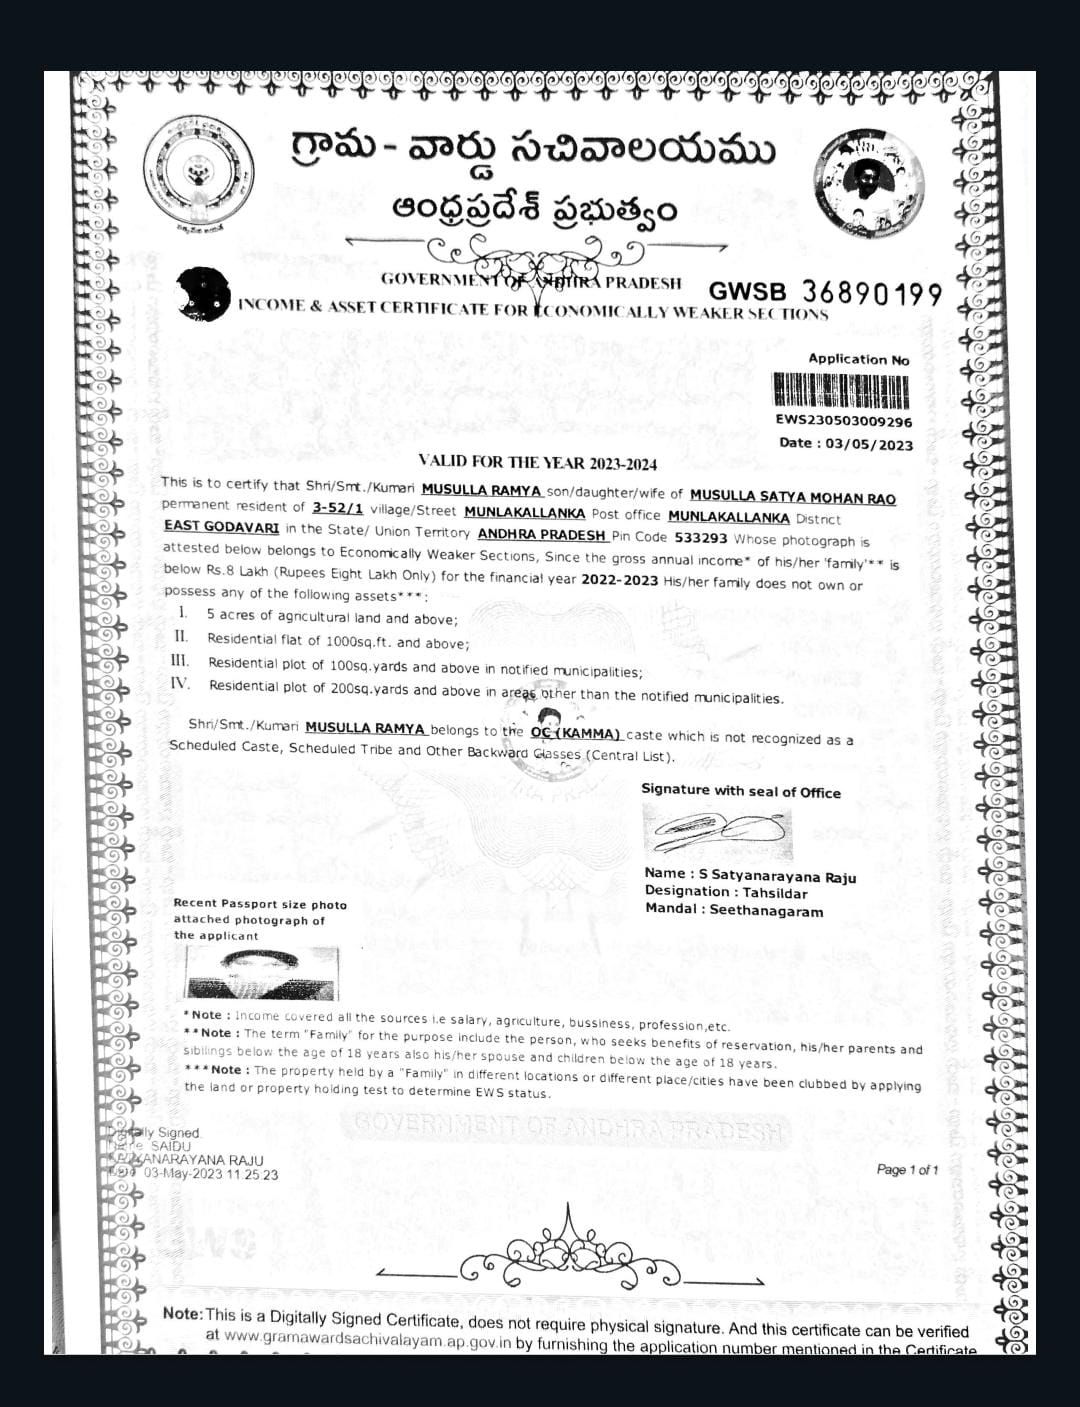 గ్రామ - వార్డు సచివాలయము
ఆంధ్రప్రదేశ్ ప్రభుత్వం
GOVERNMENT OF ANDHRA PRADESH
GWSB 36890199
INCOME & ASSET CERTIFICATE FOR ECONOMICALLY WEAKER SECTIONS
Application No
EWS230503009296
Date : 03/05/2023
VALID FOR THE YEAR 2023-2024
This is to certify that Shri/Smt./Kumari MUSULLA RAMYA son/daughter/wife of MUSULLA SATYA MOHAN RAO
permanent resident of 3-52/1 village/Street MUNLAKALLANKA Post office MUNLAKALLANKA District
EAST GODAVARI in the State/ Union Territory ANDHRA PRADESH Pin Code 533293 Whose photograph is
attested below belongs to Economically Weaker Sections, Since the gross annual income* of his/her 'family'** is
below Rs.8 Lakh (Rupees Eight Lakh Only) for the financial year 2022-2023 His/her family does not own or
possess any of the following assets***:
I. 5 acres of agricultural land and above;
II. Residential flat of 1000sq.ft. and above;
III. Residential plot of 100sq.yards and above in notified municipalities;
IV. Residential plot of 200sq.yards and above in areas other than the notified municipalities.
Shri/Smt./Kumari MUSULLA RAMYA belongs to the OC (KAMMA) caste which is not recognized as a
Scheduled Caste, Scheduled Tribe and Other Backward Classes (Central List).
Signature with seal of Office
Name : S Satyanarayana Raju
Designation : Tahsildar
Mandal : Seethanagaram
Recent Passport size photo
attached photograph of
the applicant
* Note : Income covered all the sources i.e salary, agriculture, bussiness, profession,etc.
**Note : The term "Family" for the purpose include the person, who seeks benefits of reservation, his/her parents and
sibilings below the age of 18 years also his/her spouse and children below the age of 18 years.
***Note : The property held by a "Family" in different locations or different place/cities have been clubbed by applying
the land or property holding test to determine EWS status.
GOVERNMENT OF ANDHRA PRADESH
Digitally Signed
SAIDU
RAJU
03-May-2023 11:25:23
Page 1 of 1
Note: This is a Digitally Signed Certificate, does not require physical signature. And this certificate can be verified
at www.gramawardsachivalayam.ap.gov.in by furnishing the application number mentioned in the Certificate